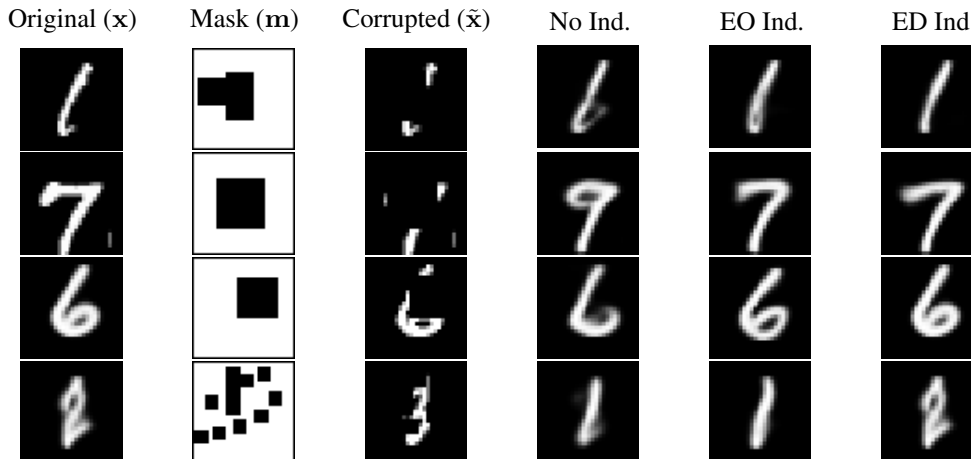 Original (x) Mask (m) Corrupted (x̃) No Ind. EO Ind. ED Ind